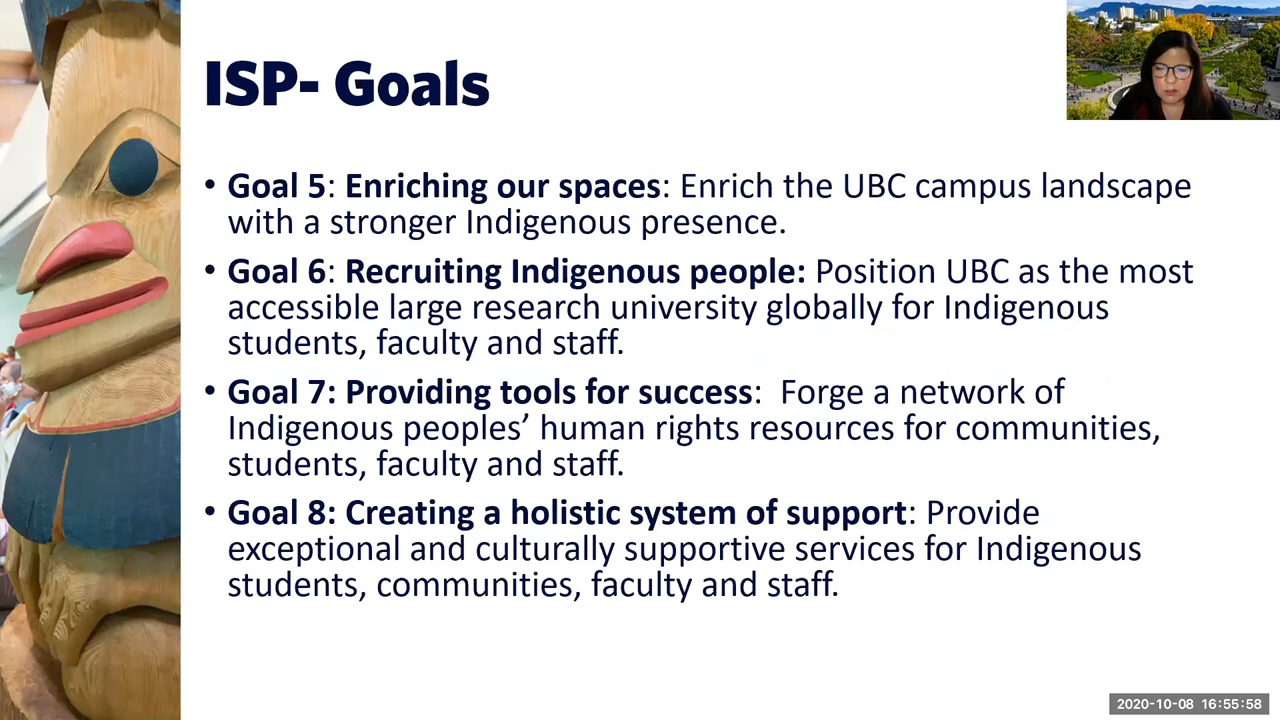 ISP- Goals
• Goal 5: Enriching our spaces: Enrich the UBC campus landscape
with a stronger Indigenous presence.
• Goal 6: Recruiting Indigenous people: Position UBC as the most
accessible large research university globally for Indigenous
students, faculty and staff.
• Goal 7: Providing tools for success:  Forge a network of
Indigenous peoples’ human rights resources for communities,
students, faculty and staff.
• Goal 8: Creating a holistic system of support: Provide
exceptional and culturally supportive services for Indigenous
students, communities, faculty and staff.
2020-10-08 16:55:58